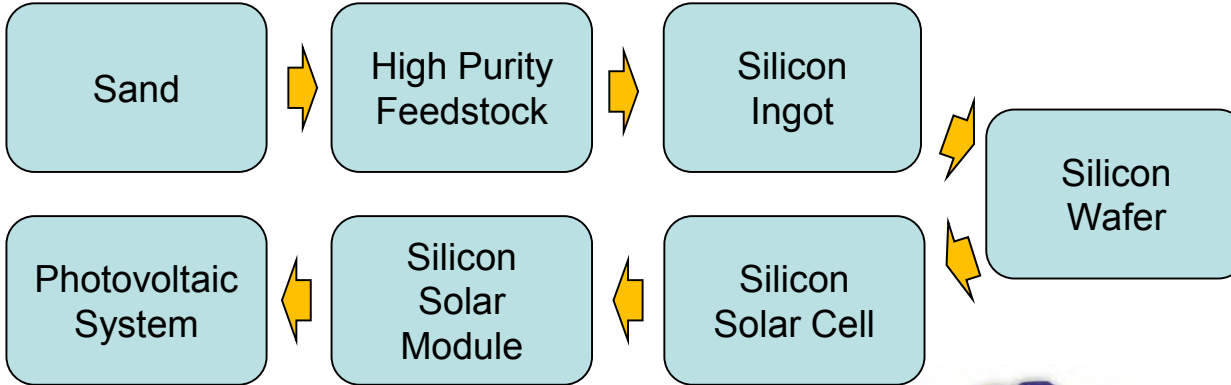 Sand
High Purity
Feedstock
Silicon
Ingot
Silicon
Wafer
Silicon
Solar Cell
Silicon
Solar
Module
Photovoltaic
System